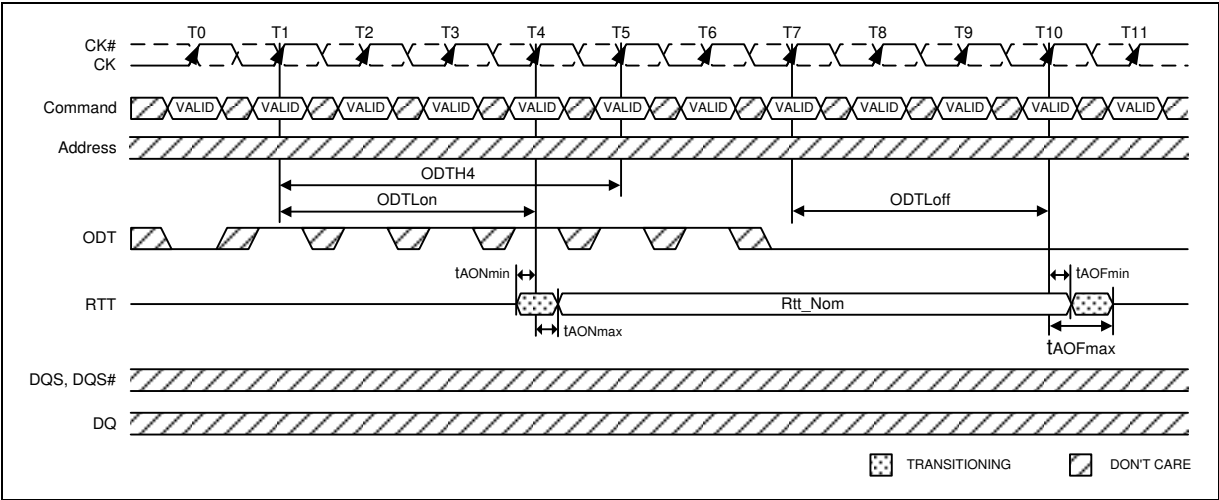 T0 T1 T2 T3 T4 T5 T6 T7 T8 T9 T10 T11
CK#
CK
Command VALID VALID VALID VALID VALID VALID VALID VALID VALID VALID VALID VALID
Address
ODTH4
ODTLon ODTLoff
ODT
tAONmin tAOFmin
RTT Rtt_Nom
tAONmax
tAOFmax
DQS, DQS#
DQ
TRANSITIONING DON'T CARE